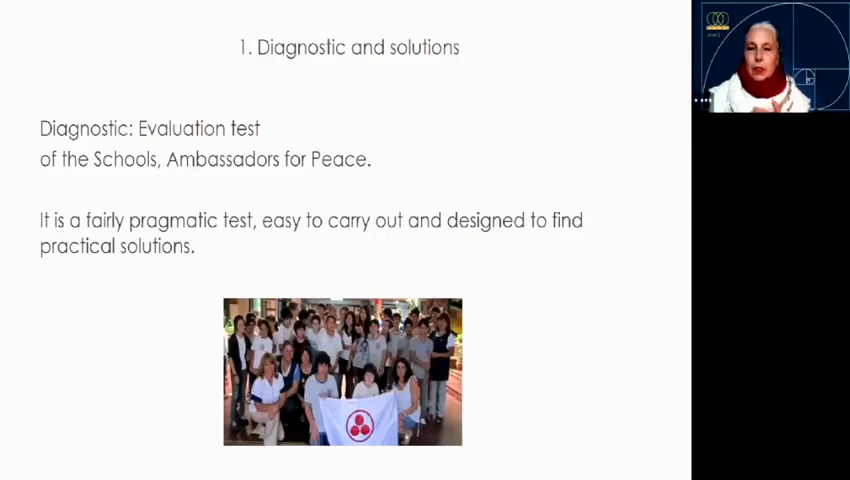 1. Diagnostic and solutions
Diagnostic: Evaluation test
of the Schools, Ambassadors for Peace.
It is a fairly pragmatic test, easy to carry out and designed to find
practical solutions.